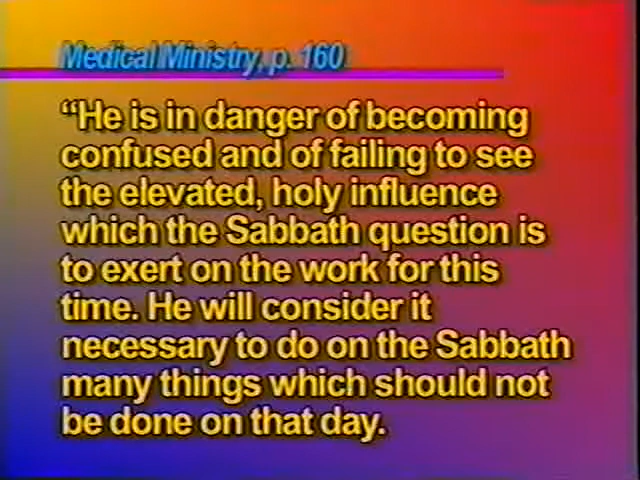 Medical Ministry, p. 160
“He is in danger of becoming
confused and of failing to see
the elevated, holy influence
which the Sabbath question is
to exert on the work for this
time. He will consider it
necessary to do on the Sabbath
many things which should not
be done on that day.